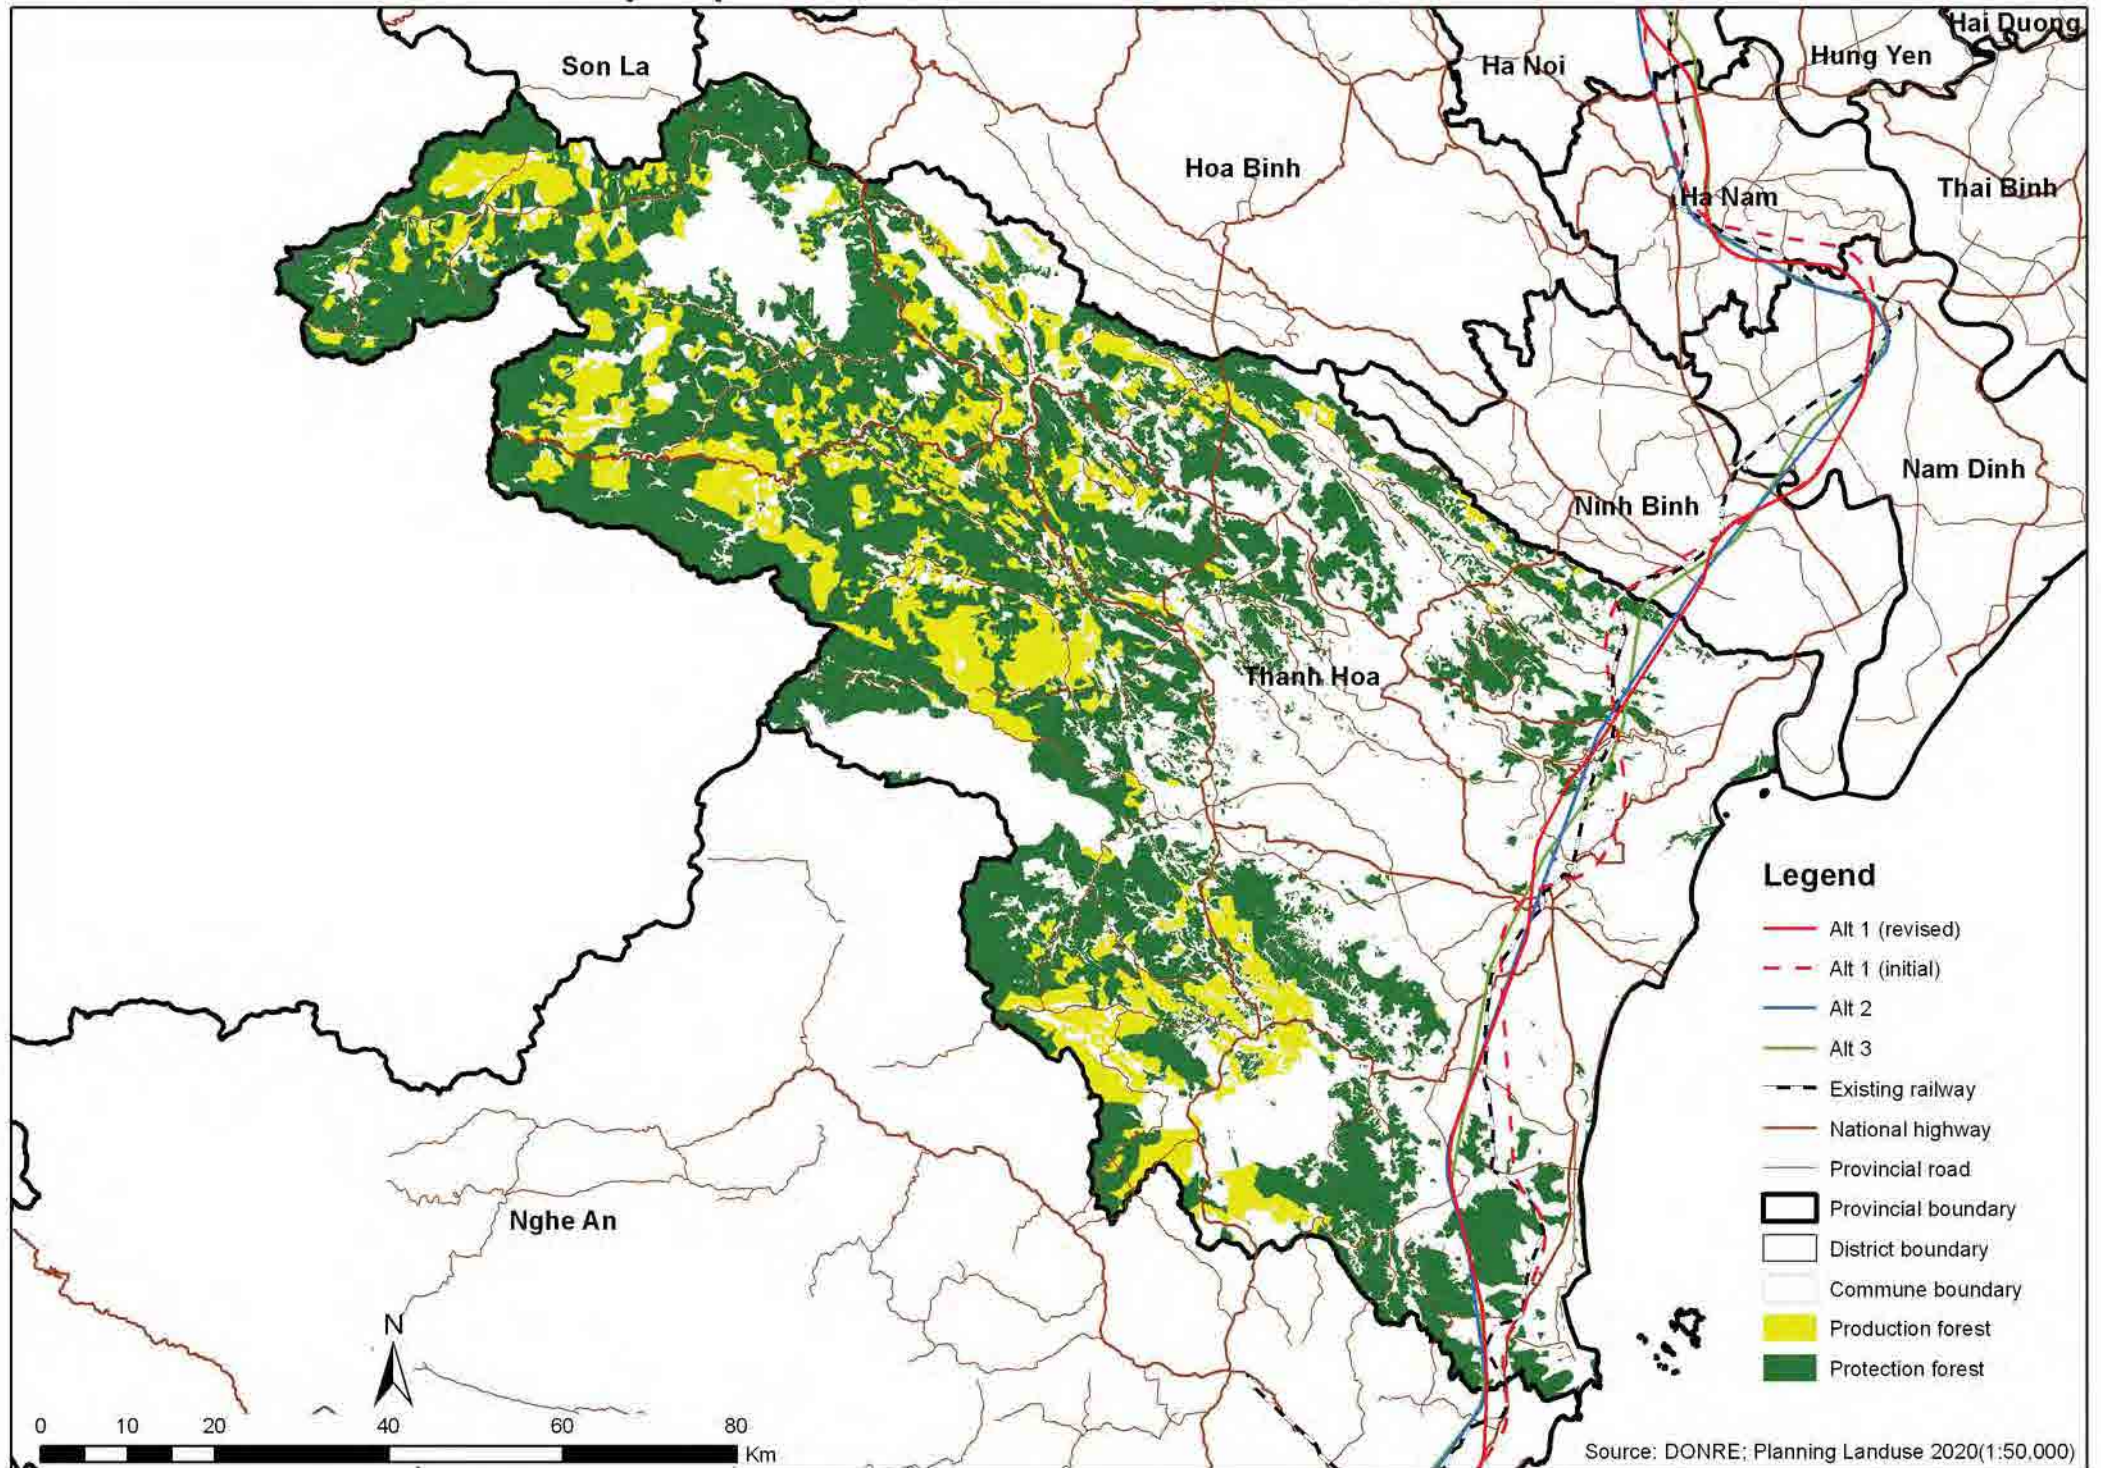 Hai Duong
Son La
Ha Noi
Hung Yen
Hoa Binh
Ha Nam
Thai Binh
Nam Dinh
Ninh Binh
Thanh Hoa
Nghe An
Legend
Alt 1 (revised)
Alt 1 (initial)
Alt 2
Alt 3
Existing railway
National highway
Provincial road
Provincial boundary
District boundary
Commune boundary
Production forest
Protection forest
N
0 10 20 40 60 80
Km
Source: DONRE; Planning Landuse 2020(1:50,000)